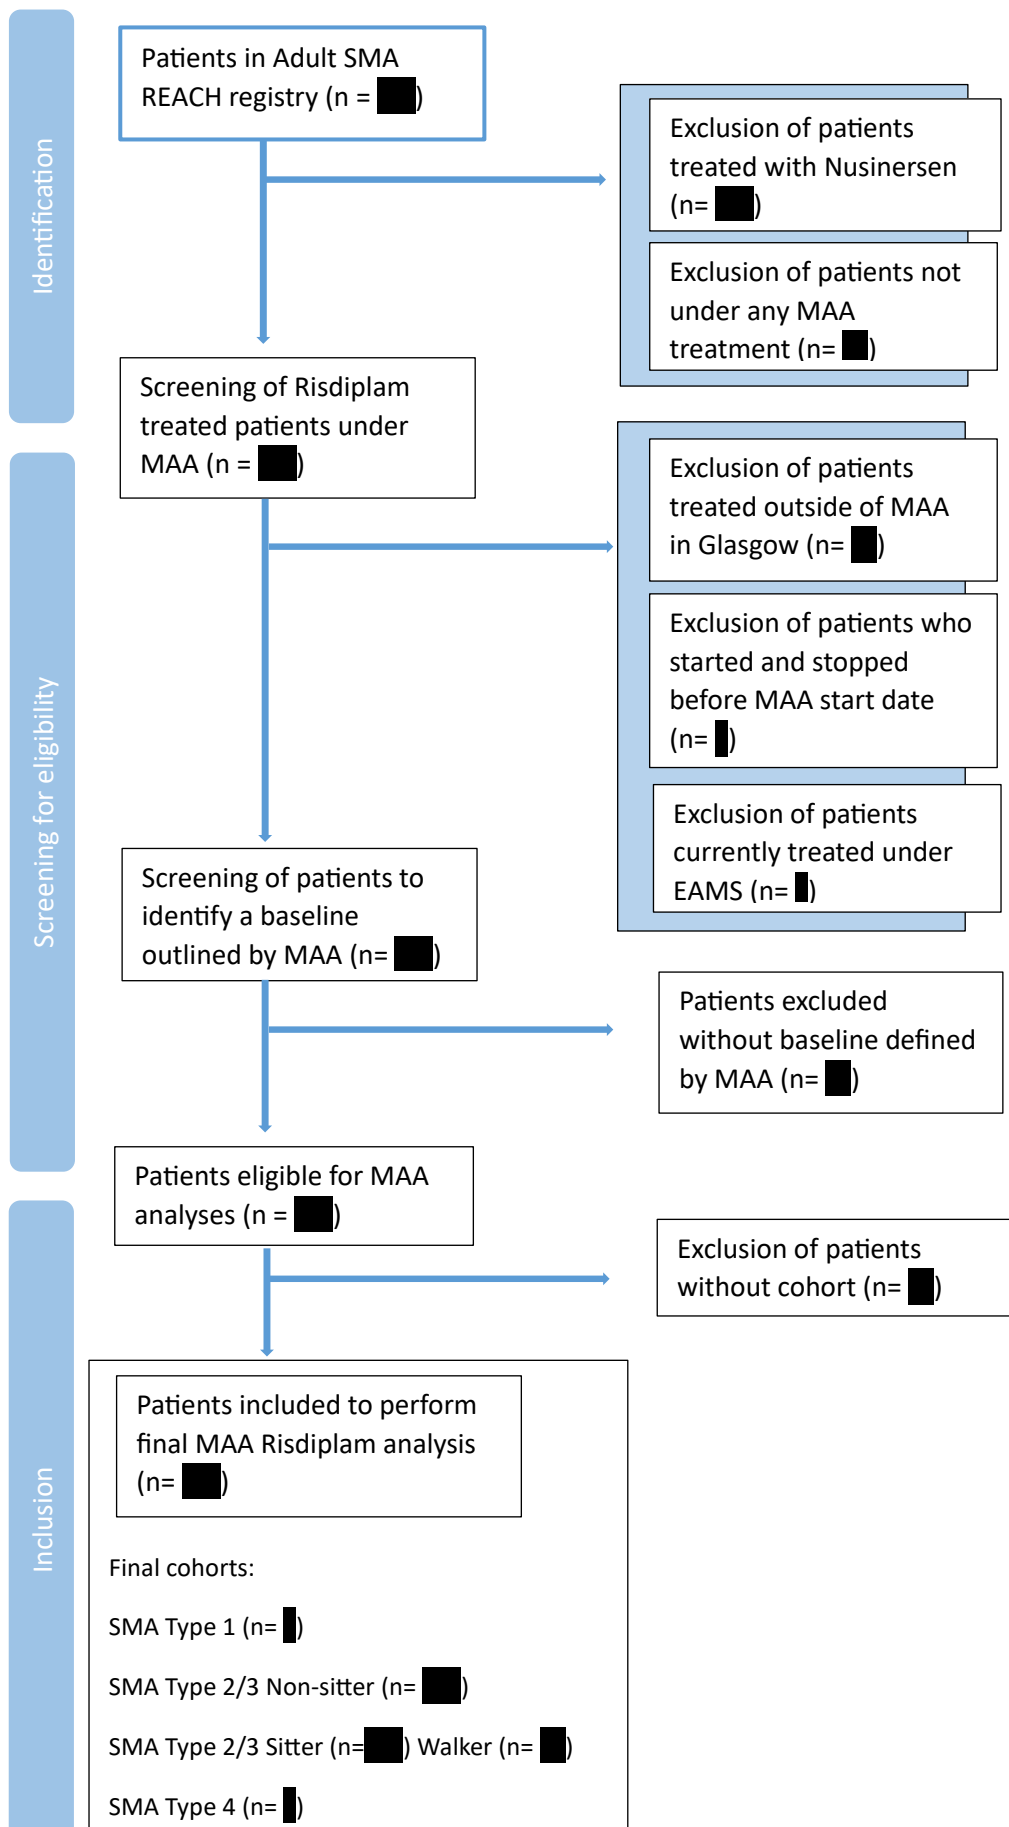 Identification
Patients in Adult SMA
REACH registry (n = )
Exclusion of patients
treated with Nusinersen
(n= )
Exclusion of patients not
under any MAA
treatment (n= )
Screening of Risdiplam
treated patients under
MAA (n = )
Screening for eligibility
Exclusion of patients
treated outside of MAA
in Glasgow (n= )
Exclusion of patients who
started and stopped
before MAA start date
(n= )
Exclusion of patients
currently treated under
EAMS (n= )
Screening of patients to
identify a baseline
outlined by MAA (n= )
Patients excluded
without baseline defined
by MAA (n= )
Patients eligible for MAA
analyses (n = )
Inclusion
Exclusion of patients
without cohort (n= )
Patients included to perform
final MAA Risdiplam analysis
(n= )
Final cohorts:
SMA Type 1 (n= )
SMA Type 2/3 Non-sitter (n= )
SMA Type 2/3 Sitter (n= ) Walker (n= )
SMA Type 4 (n= )